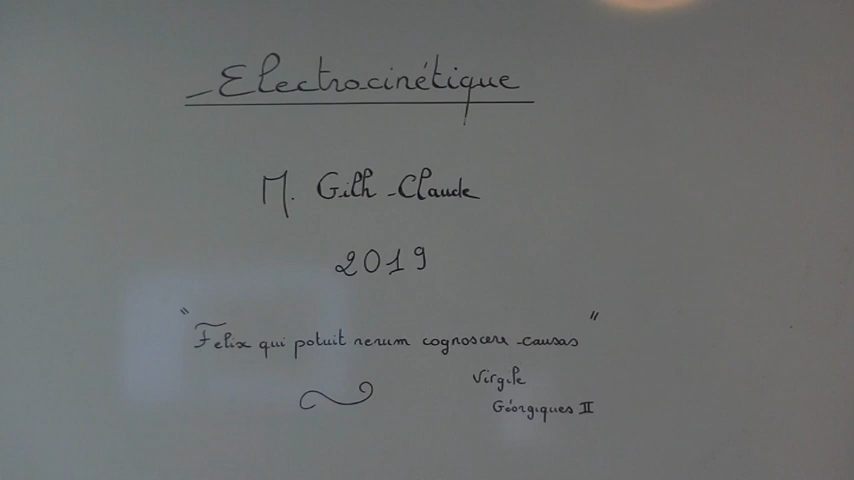 Electrocinétique
M. Gilh-Claude
2019
" Felix qui potuit rerum cognoscere causas "
Virgile
Géorgiques II